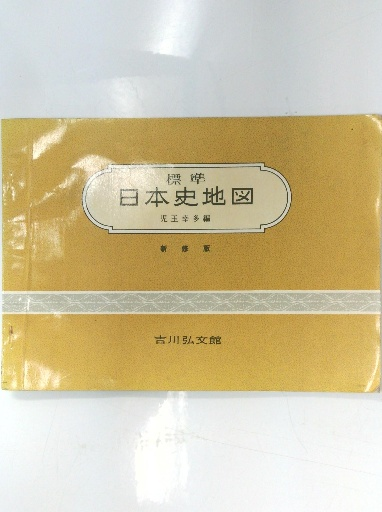 標準
日本史地図
児玉幸多編
新修版
吉川弘文館